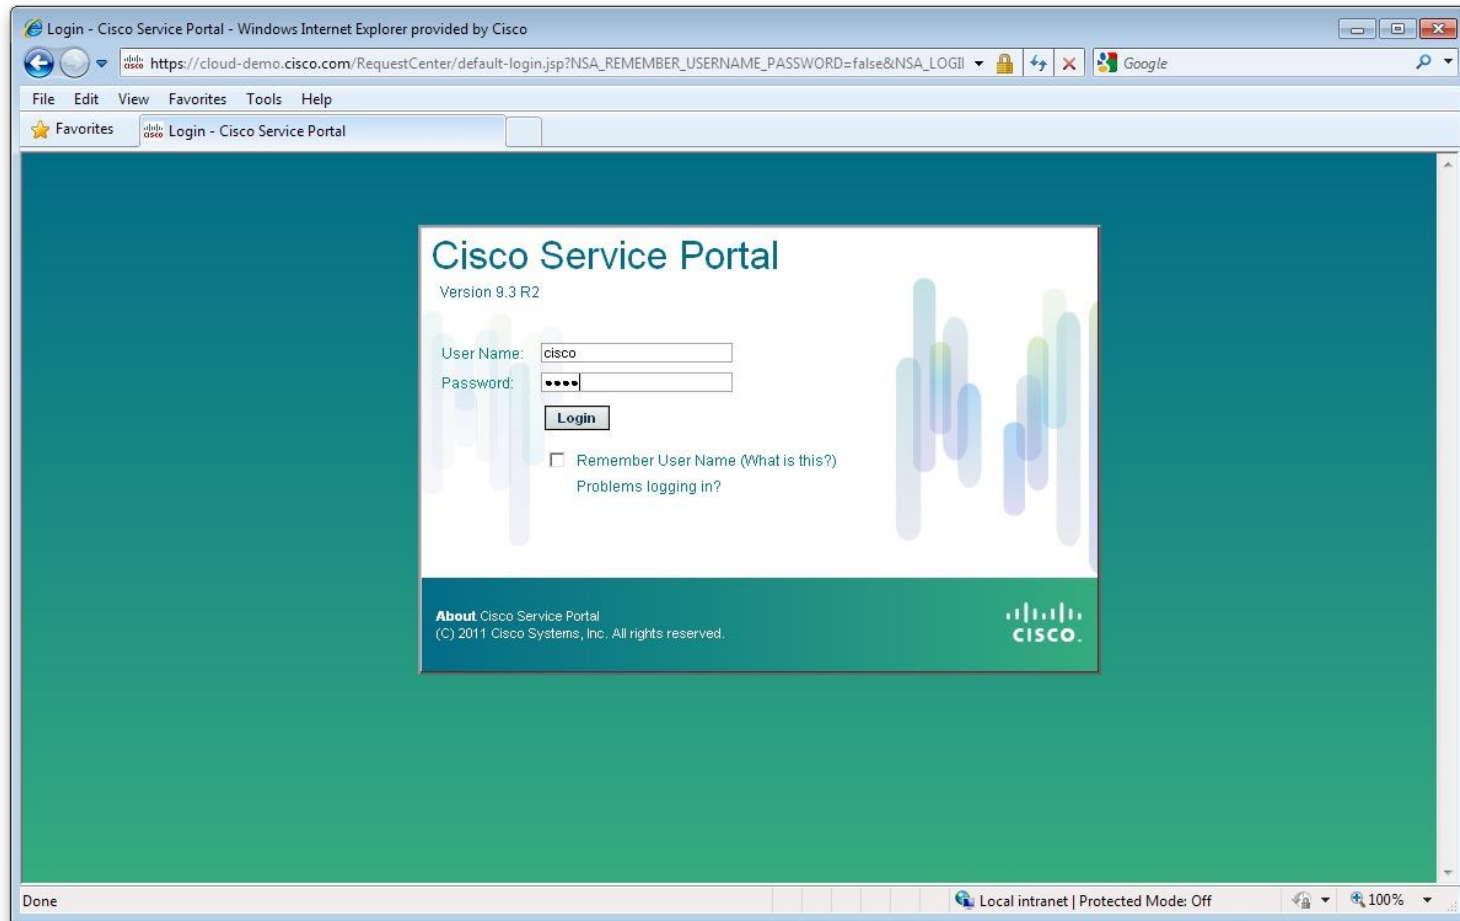 Login - Cisco Service Portal - Windows Internet Explorer provided by Cisco
https://cloud-demo.cisco.com/RequestCenter/default-login.jsp?NSA_REMEMBER_USERNAME_PASSWORD=false&NSA_LOGI
Google
File Edit View Favorites Tools Help
Favorites
Login - Cisco Service Portal
Cisco Service Portal
Version 9.3 R2
User Name: cisco
Password: ••••
Login
Remember User Name (What is this?)
Problems logging in?
About Cisco Service Portal
(C) 2011 Cisco Systems, Inc. All rights reserved.
CISCO.
Done
Local intranet | Protected Mode: Off
100%